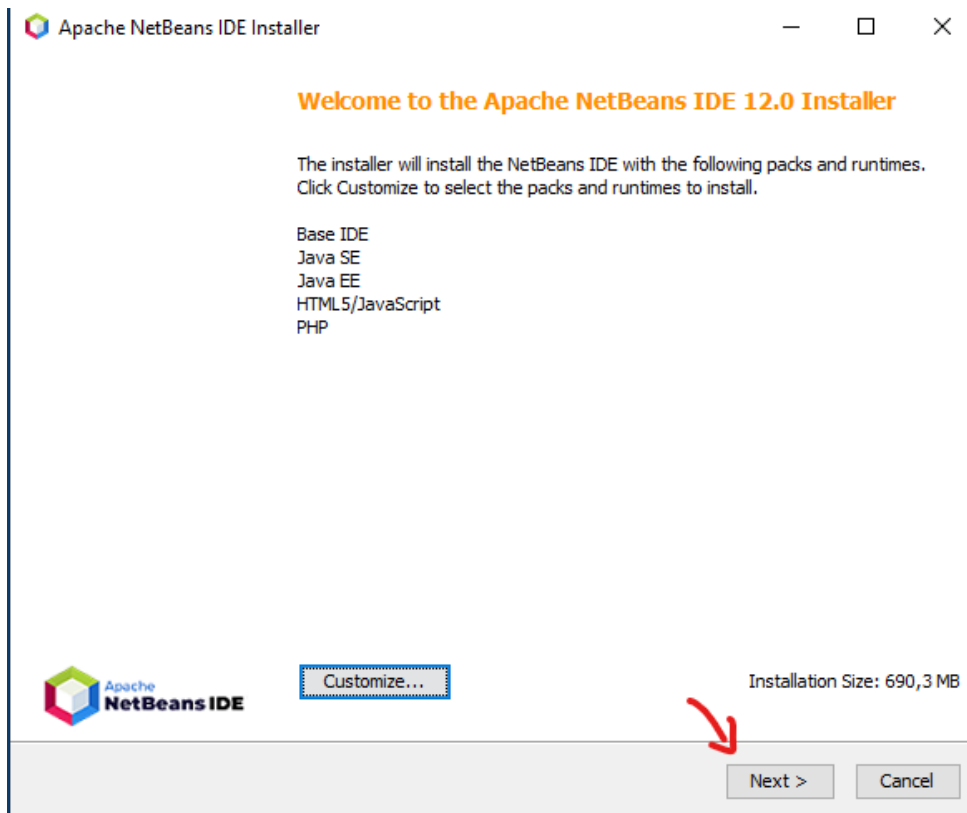 Apache NetBeans IDE Installer
Welcome to the Apache NetBeans IDE 12.0 Installer
The installer will install the NetBeans IDE with the following packs and runtimes.
Click Customize to select the packs and runtimes to install.
Base IDE
Java SE
Java EE
HTML5/JavaScript
PHP
Apache
NetBeans IDE
Customize...
Installation Size: 690,3 MB
Next >
Cancel